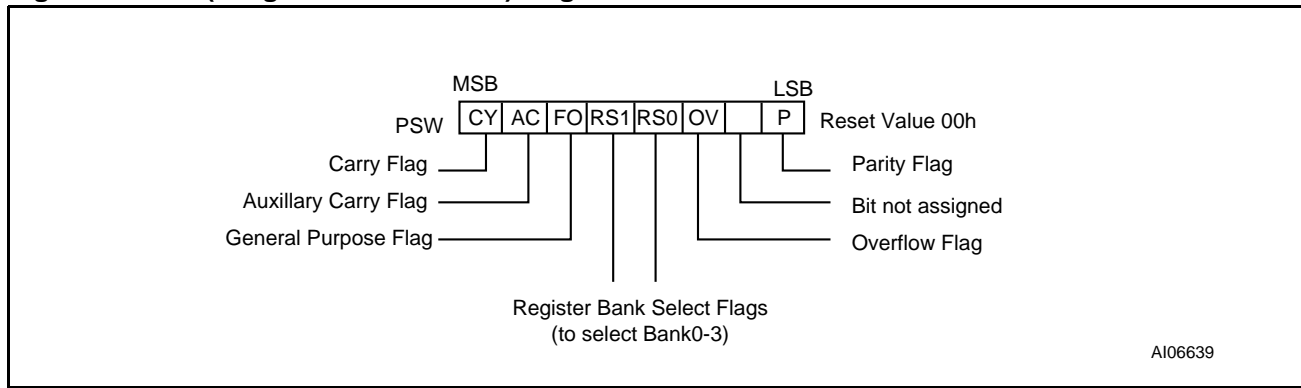 MSB LSB
PSW CY AC FO RS1 RS0 OV P Reset Value 00h
Carry Flag Parity Flag
Auxillary Carry Flag Bit not assigned
General Purpose Flag Overflow Flag
Register Bank Select Flags
(to select Bank0-3)
AI06639